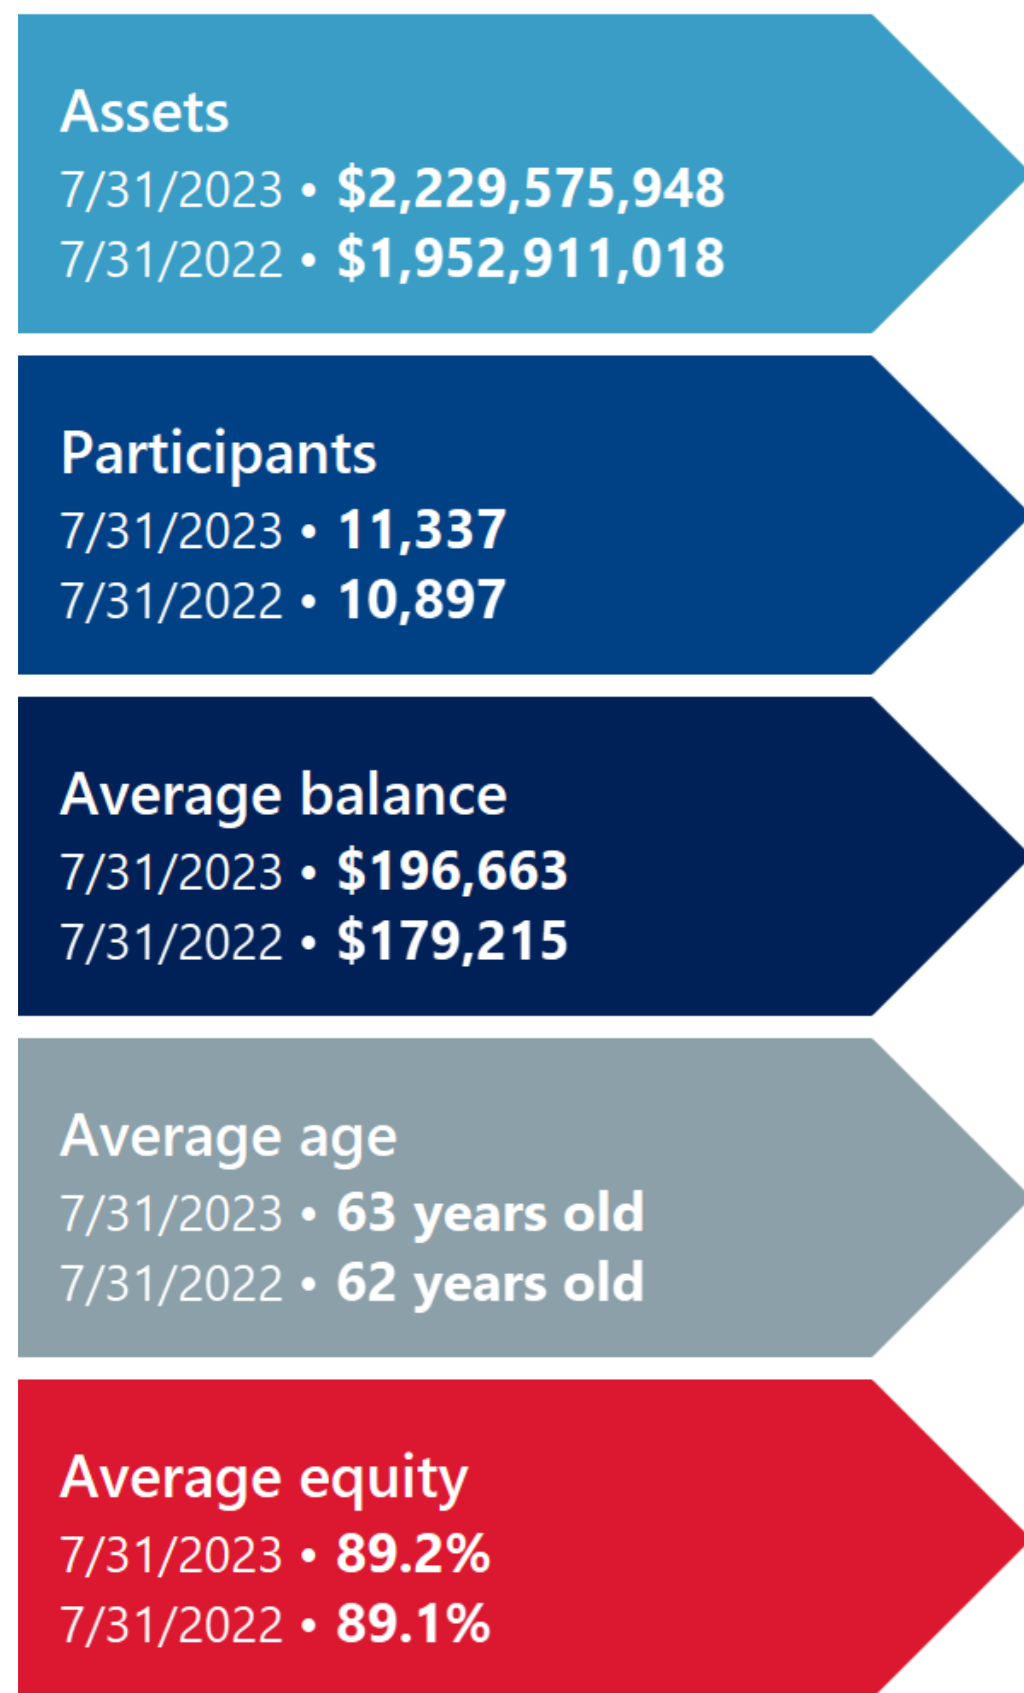 Assets
7/31/2023 • $2,229,575,948
7/31/2022 • $1,952,911,018
Participants
7/31/2023 • 11,337
7/31/2022 • 10,897
Average balance
7/31/2023 • $196,663
7/31/2022 • $179,215
Average age
7/31/2023 • 63 years old
7/31/2022 • 62 years old
Average equity
7/31/2023 • 89.2%
7/31/2022 • 89.1%